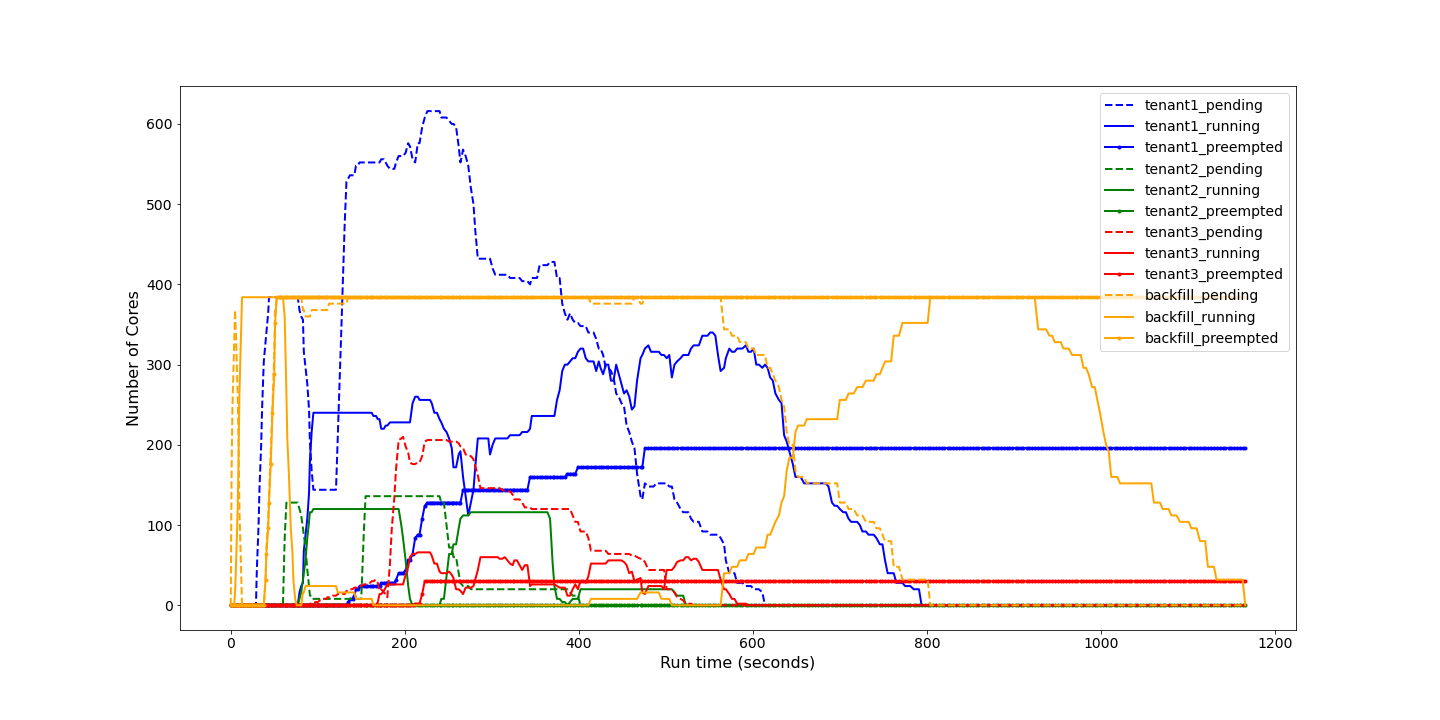 600
500
400
300
200
100
0
Number of Cores
0
200
400
600
800
1000
1200
Run time (seconds)
tenant1_pending
tenant1_running
tenant1_preempted
tenant2_pending
tenant2_running
tenant2_preempted
tenant3_pending
tenant3_running
tenant3_preempted
backfill_pending
backfill_running
backfill_preempted